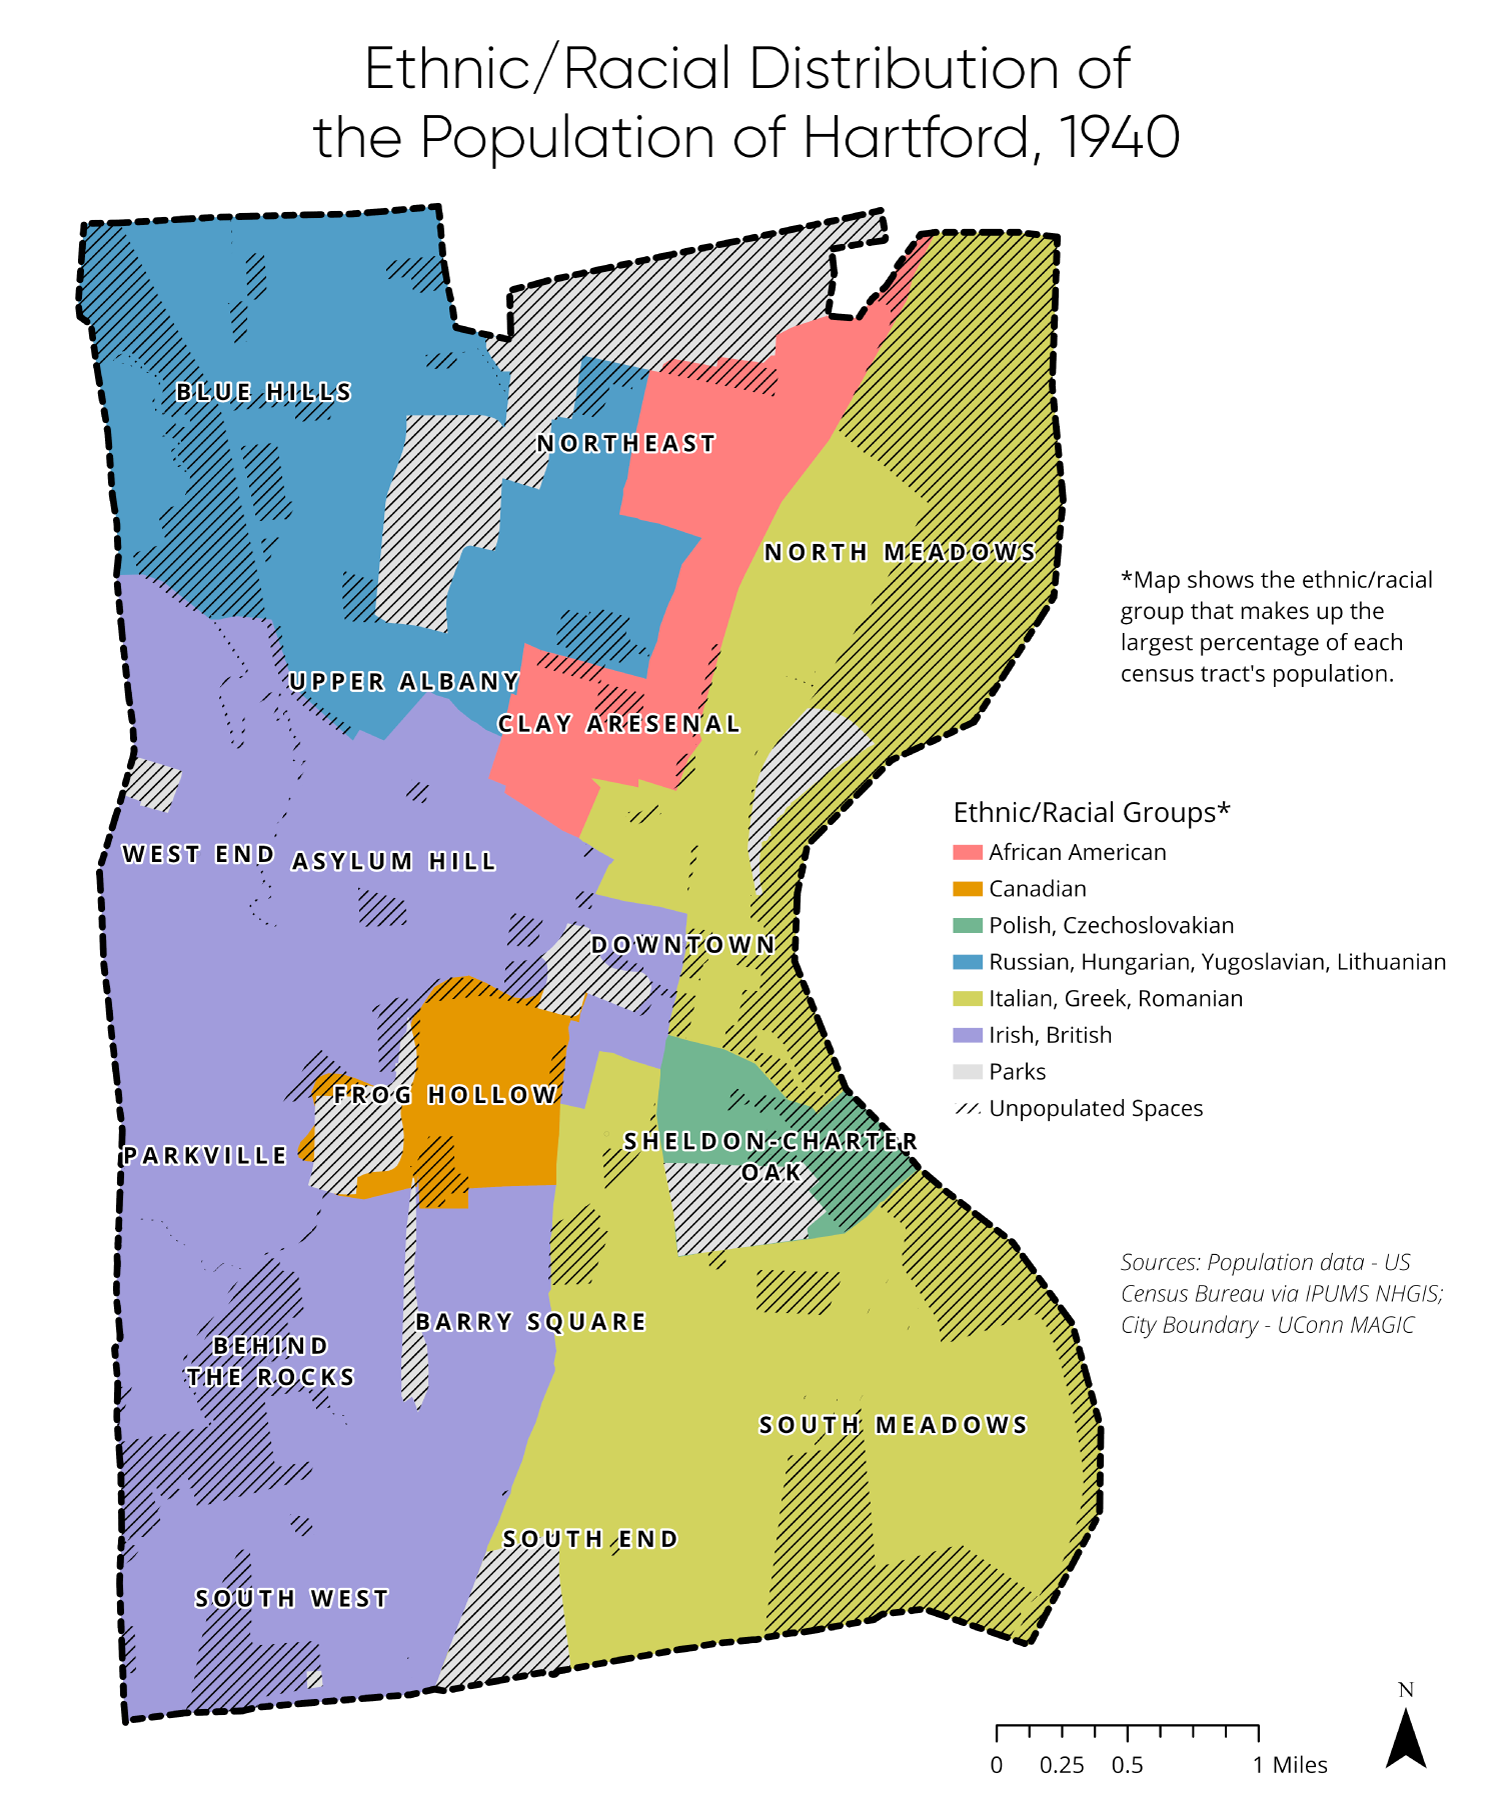 Ethnic/Racial Distribution of
the Population of Hartford, 1940
BLUE HILLS
NORTHEAST
NORTH MEADOWS
*Map shows the ethnic/racial
group that makes up the
largest percentage of each
census tract's population.
UPPER ALBANY
CLAY ARESENAL
Ethnic/Racial Groups*
African American
Canadian
Polish, Czechoslovakian
Russian, Hungarian, Yugoslavian, Lithuanian
Italian, Greek, Romanian
Irish, British
Parks
Unpopulated Spaces
WEST END
ASYLUM HILL
DOWNTOWN
FROG HOLLOW
PARKVILLE
SHELDON-CHARTER
OAK
Sources: Population data - US
Census Bureau via IPUMS NHGIS;
City Boundary - UConn MAGIC
BARRY SQUARE
BEHIND
THE ROCKS
SOUTH MEADOWS
SOUTH END
SOUTH WEST
N
0 0.25 0.5 1 Miles